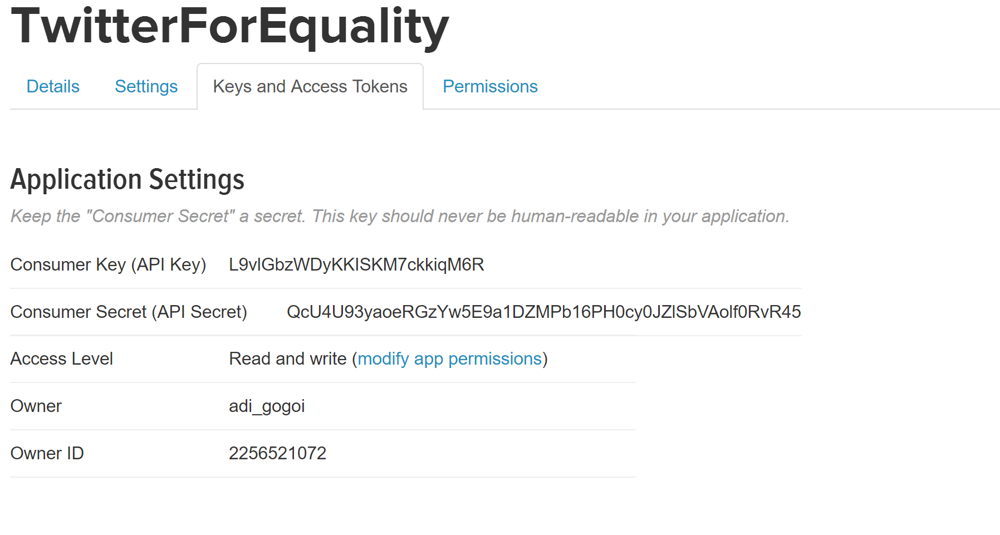 TwitterForEquality
Details Settings Keys and Access Tokens Permissions
Application Settings
Keep the "Consumer Secret" a secret. This key should never be human-readable in your application.
Consumer Key (API Key)
Consumer Secret (API Secret)
Access Level Read and write (modify app permissions)
Owner adi_gogoi
Owner ID 2256521072